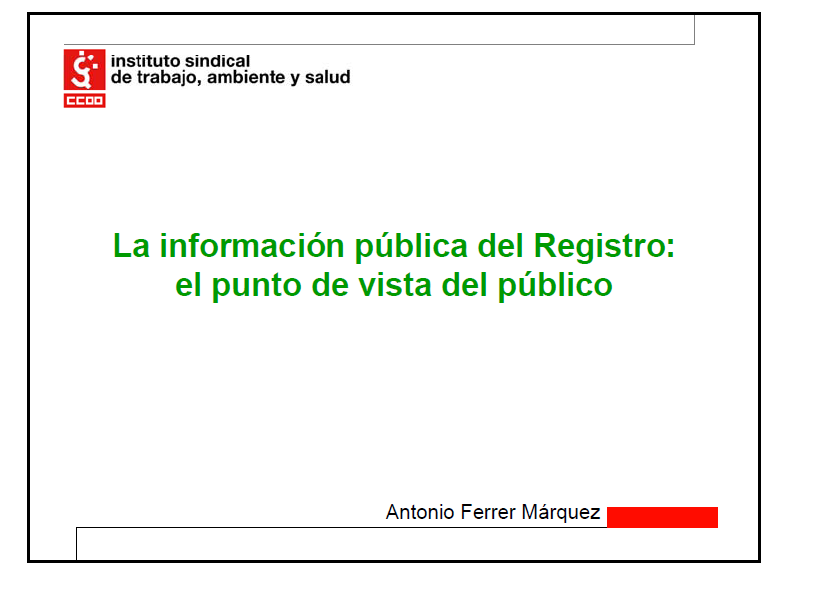 instituto sindical
de trabajo, ambiente y salud
CCOO
La información pública del Registro:
el punto de vista del público
Antonio Ferrer Márquez